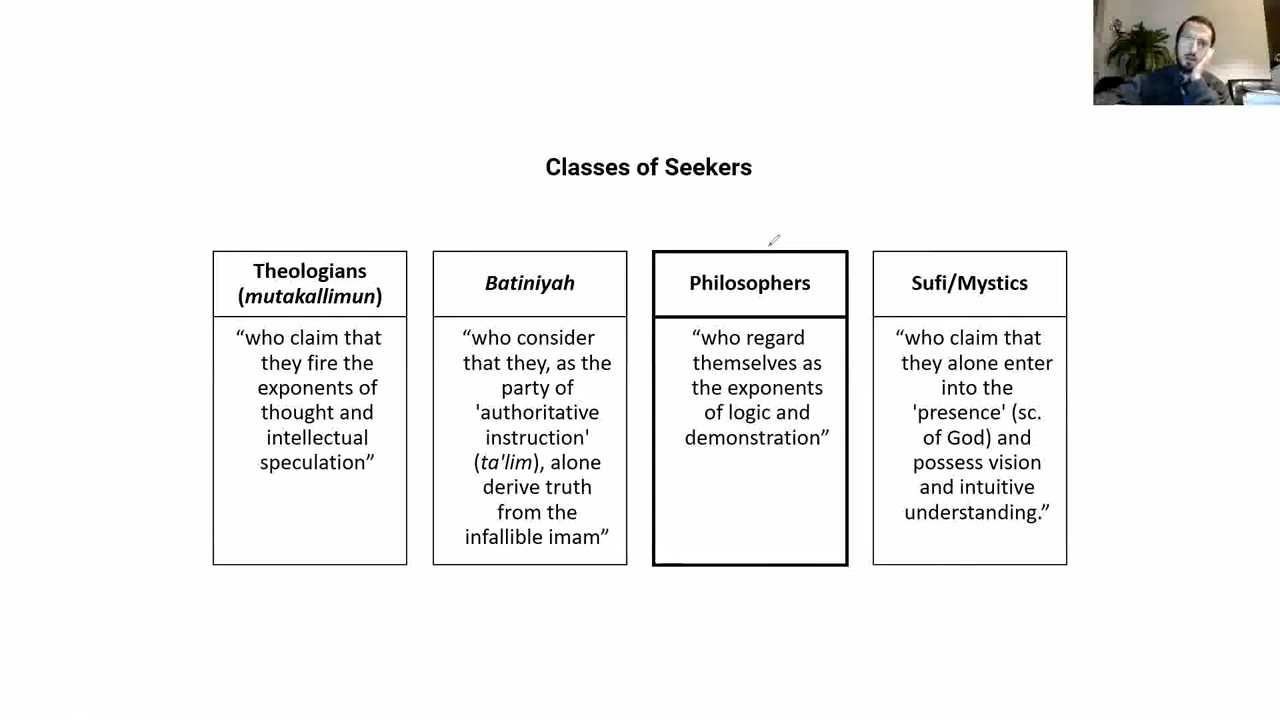 Classes of Seekers
Theologians
(mutakallimun)
“who claim that
they fire the
exponents of
thought and
intellectual
speculation”
Batiniyah
“who consider
that they, as the
party of
'authoritative
instruction'
(ta'lim), alone
derive truth
from the
infallible imam”
Philosophers
“who regard
themselves as
the exponents
of logic and
demonstration”
Sufi/Mystics
“who claim that
they alone enter
into the
'presence' (sc.
of God) and
possess vision
and intuitive
understanding.”